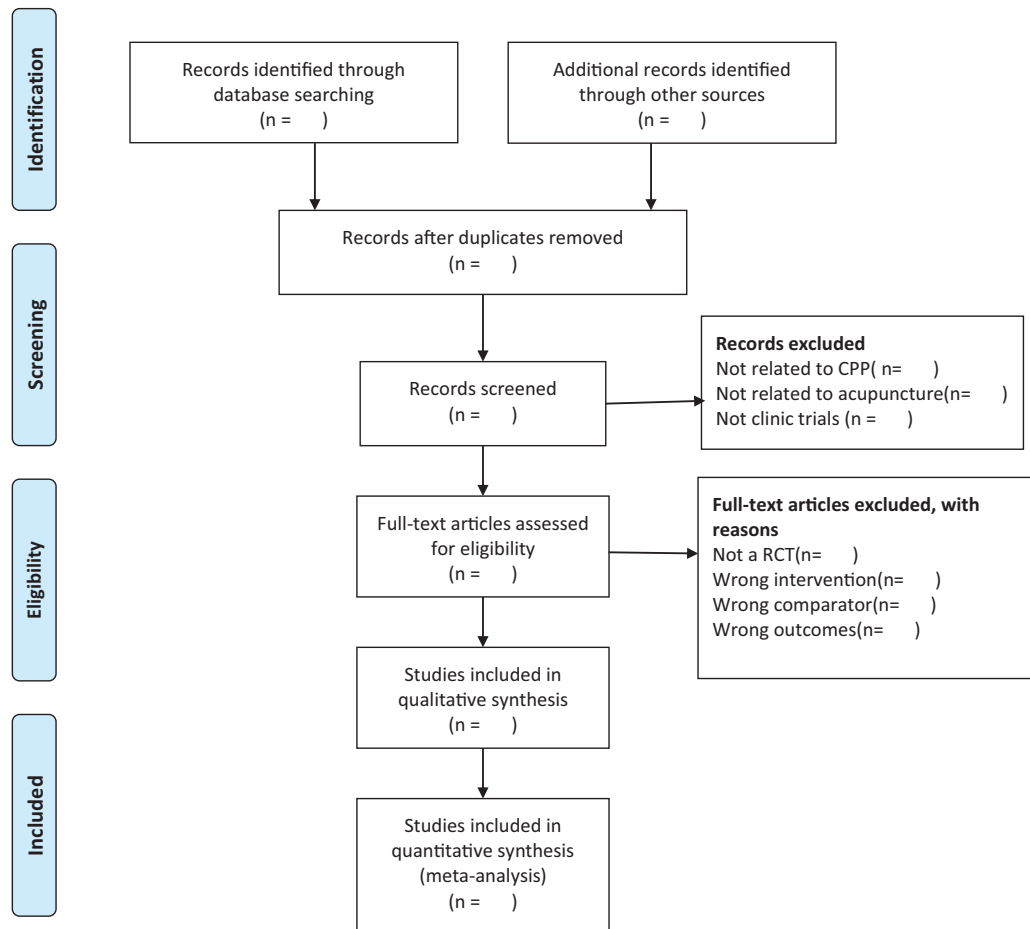 Identification
Records identified through
database searching
(n =      )
Additional records identified
through other sources
(n =      )
Records after duplicates removed
(n =      )
Screening
Records screened
(n =      )
Records excluded
Not related to CPP( n=      )
Not related to acupuncture(n=      )
Not clinic trials (n =      )
Eligibility
Full-text articles assessed
for eligibility
(n =      )
Full-text articles excluded, with
reasons
Not a RCT(n=      )
Wrong intervention(n=      )
Wrong comparator(n=      )
Wrong outcomes(n=      )
Studies included in
qualitative synthesis
(n =      )
Included
Studies included in
quantitative synthesis
(meta-analysis)
(n =      )